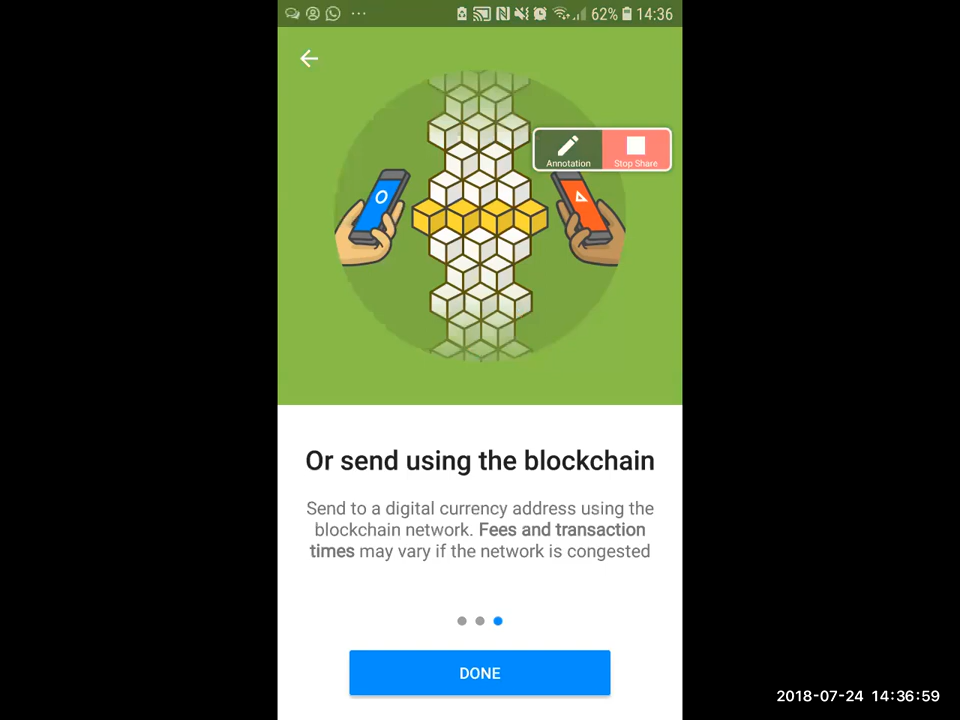 62% 14:36
Annotation
Stop Share
Or send using the blockchain
Send to a digital currency address using the
blockchain network. Fees and transaction
times may vary if the network is congested
DONE
2018-07-24 14:36:59